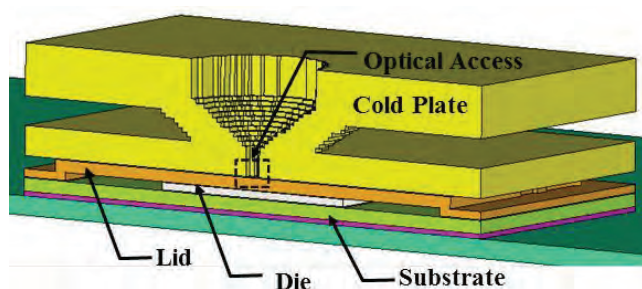 Optical Access
Cold Plate
Lid
Die
Substrate